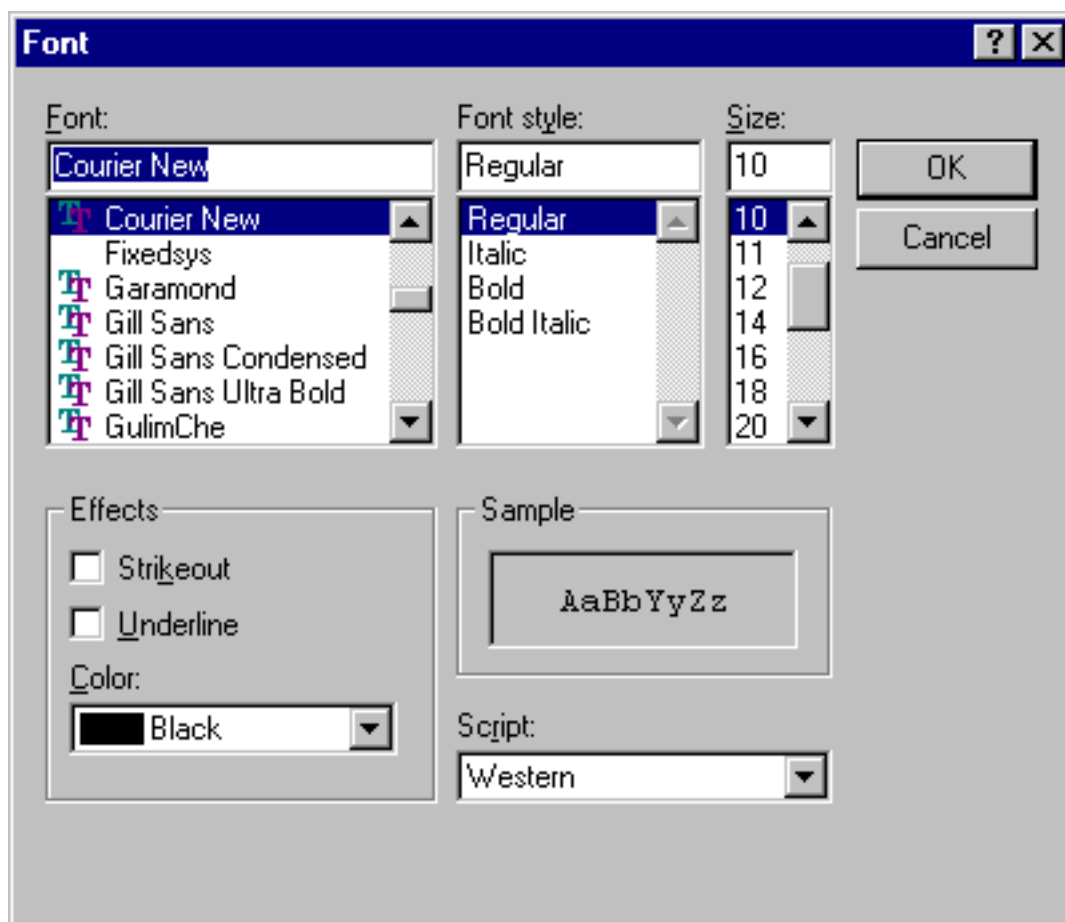 Font
Font: Font style: Size:
Courier New Regular 10 OK
Courier New Regular 10 Cancel
Fixedsys Italic 11
Garamond Bold 12
Gill Sans Bold Italic 14
Gill Sans Condensed 16
Gill Sans Ultra Bold 18
GulimChe 20
Effects Sample
Strikeout
AaBbYyZz
Underline
Color:
Black Script:
Western